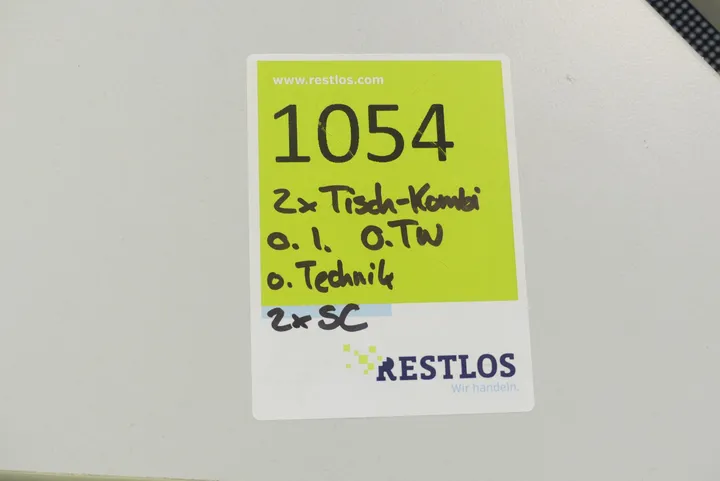 www.restlos.com
1054
2x Tisch-Kombi
o. I. O.TW
o. Technik
2x SC
RESTLOS
Wir handeln.